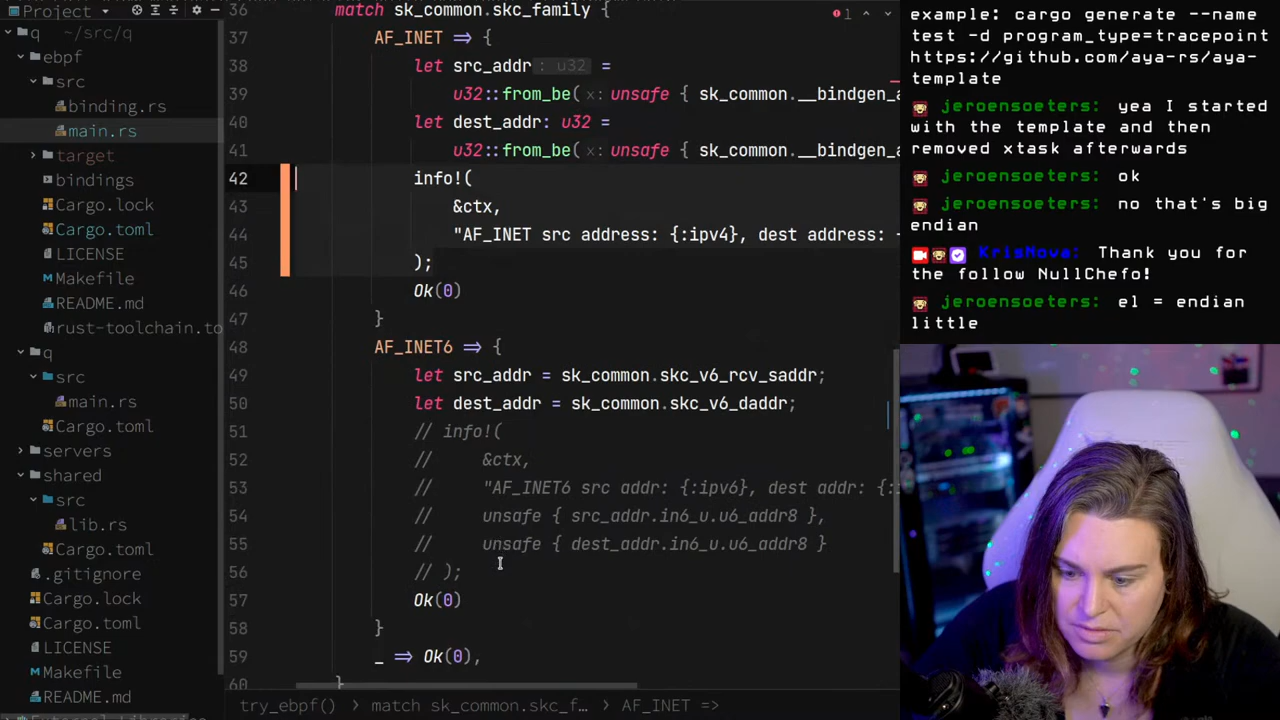 Project
q ~/src/q
ebpf
src
binding.rs
main.rs
target
bindings
Cargo.lock
Cargo.toml
LICENSE
Makefile
README.md
rust-toolchain.to
q
src
main.rs
Cargo.toml
servers
shared
src
lib.rs
Cargo.toml
.gitignore
Cargo.lock
Cargo.toml
LICENSE
Makefile
README.md
36 match sk_common.skc_family {
1
37 AF_INET => {
38 let src_addr : u32 =
39 u32::from_be( x: unsafe { sk_common.__bindgen_a
40 let dest_addr: u32 =
41 u32::from_be( x: unsafe { sk_common.__bindgen_a
42 info!(
43 &ctx,
44 "AF_INET src address: {:ipv4}, dest address:
45 );
46 Ok(0)
47 }
48 AF_INET6 => {
49 let src_addr = sk_common.skc_v6_rcv_saddr;
50 let dest_addr = sk_common.skc_v6_daddr;
51 // info!(
52 // &ctx,
53 // "AF_INET6 src addr: {:ipv6}, dest addr: {:
54 // unsafe { src_addr.in6_u.u6_addr8 },
55 // unsafe { dest_addr.in6_u.u6_addr8 }
56 // );
57 Ok(0)
58 }
59 _ => Ok(0),
60 }
try_ebpf() match sk_common.skc_f… AF_INET =>
example: cargo generate --name
test -d program_type=tracepoint
https://github.com/aya-rs/aya-
template
jeroensoeters: yea I started
with the template and then
removed xtask afterwards
jeroensoeters: ok
jeroensoeters: no that's big
endian
KrisNova: Thank you for
the follow NullChefo!
jeroensoeters: el = endian
little